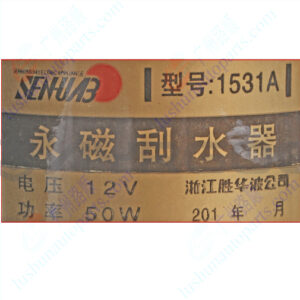 SENHUAB
型号:1531A
永磁刮水器
电压 12V
功率 50W
浙江胜华波公司
201 年 月